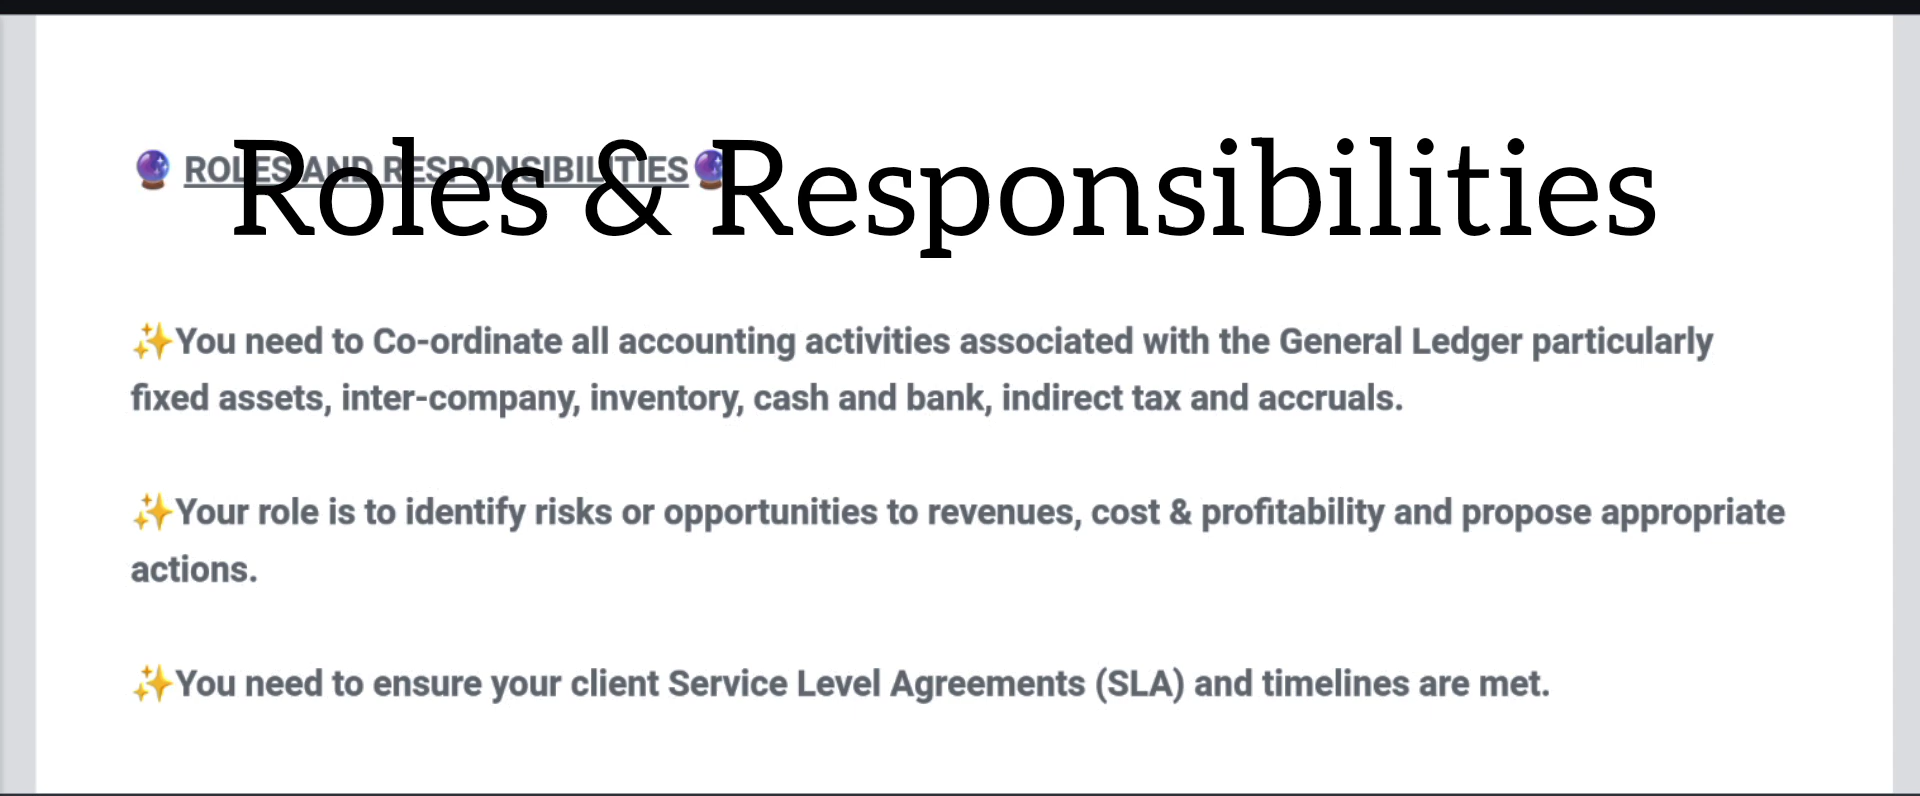 🔮 ROLES AND RESPONSIBILITIES🔮
Roles & Responsibilities
✨You need to Co-ordinate all accounting activities associated with the General Ledger particularly
fixed assets, inter-company, inventory, cash and bank, indirect tax and accruals.
✨Your role is to identify risks or opportunities to revenues, cost & profitability and propose appropriate
actions.
✨You need to ensure your client Service Level Agreements (SLA) and timelines are met.